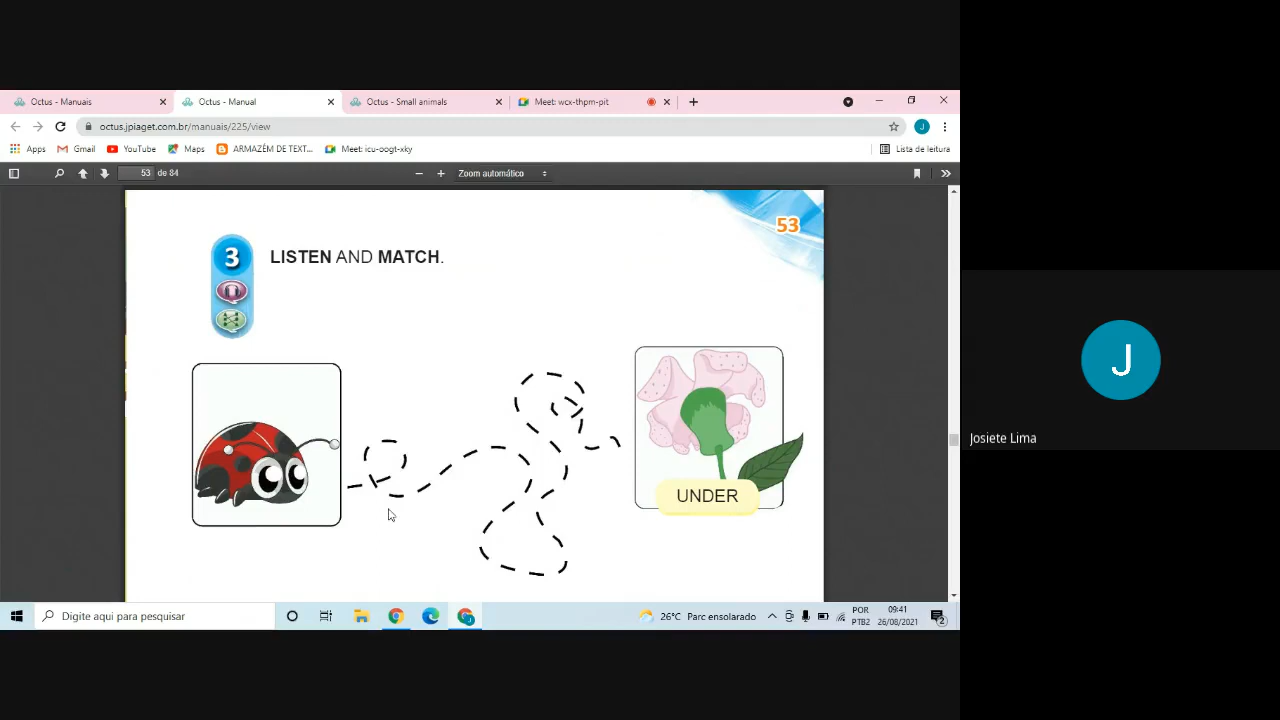 Octus - Manuais
Octus - Manual
Octus - Small animals
Meet: wcx-thpm-pit
octus.jpiaget.com.br/manuais/225/view
J
Apps
Gmail
YouTube
Maps
ARMAZÉM DE TEXT...
Meet: icu-oogt-xky
Lista de leitura
53 de 84
Zoom automático
53
3
LISTEN AND MATCH.
UNDER
J
Josiete Lima
Digite aqui para pesquisar
26°C Parc ensolarado
POR
PTB2
09:41
26/08/2021
2